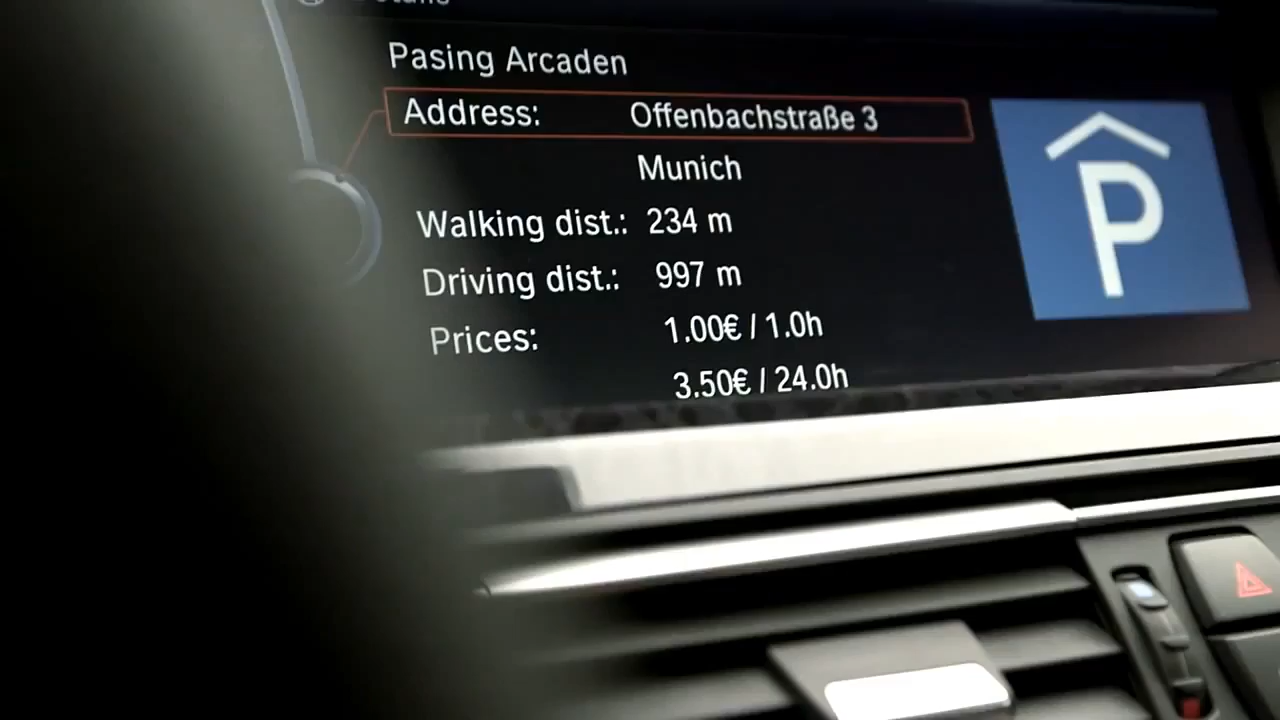 Pasing Arcaden
Address: Offenbachstraße 3
Munich
Walking dist.: 234 m
Driving dist.: 997 m
Prices: 1.00€ / 1.0h
3.50€ / 24.0h
P